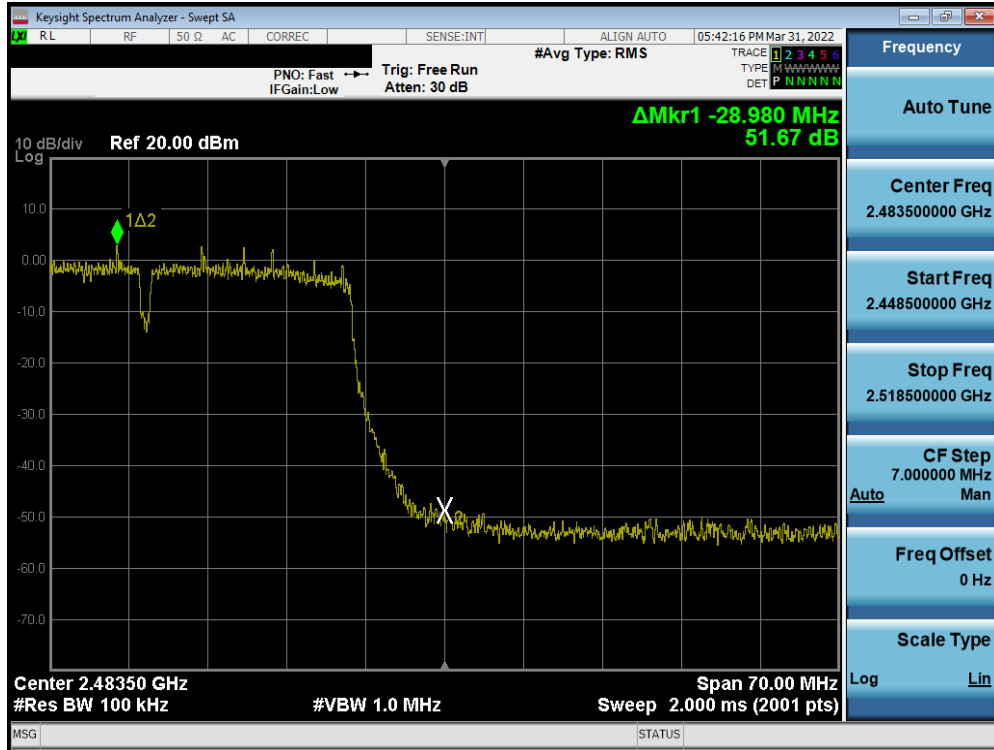 Keysight Spectrum Analyzer - Swept SA
LXI RL RF 50 Ω AC CORREC SENSE:INT ALIGN AUTO 05:42:16 PM Mar 31, 2022
#Avg Type: RMS
TRACE 1 2 3 4 5 6
TYPE M W W W W W
DET P N N N N N
PNO: Fast Trig: Free Run
IFGain:Low Atten: 30 dB
ΔMkr1 -28.980 MHz
51.67 dB
10 dB/div Ref 20.00 dBm
Log
10.0
1Δ2
0.00
-10.0
-20.0
-30.0
-40.0
-50.0
X2
-60.0
-70.0
Center 2.48350 GHz Span 70.00 MHz
#Res BW 100 kHz #VBW 1.0 MHz Sweep 2.000 ms (2001 pts)
MSG STATUS
Frequency
Auto Tune
Center Freq
2.483500000 GHz
Start Freq
2.448500000 GHz
Stop Freq
2.518500000 GHz
CF Step
7.000000 MHz
Auto Man
Freq Offset
0 Hz
Scale Type
Log Lin